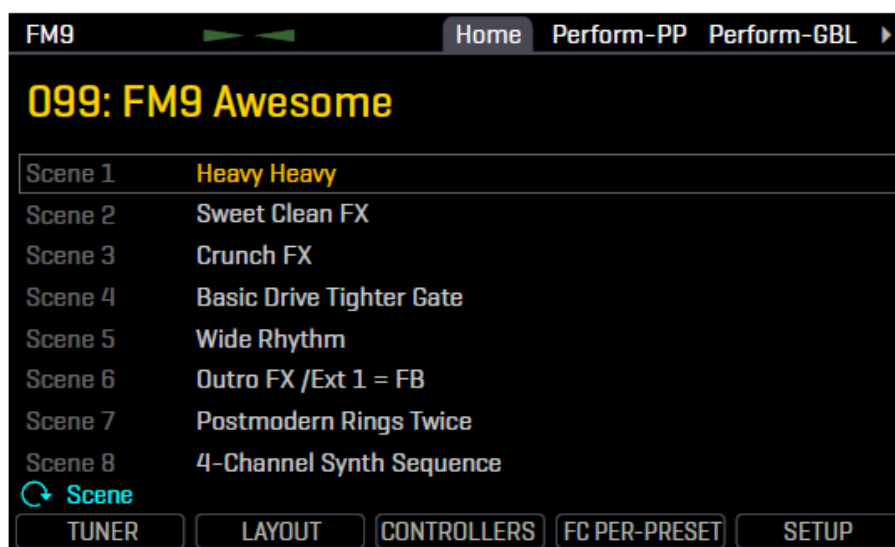 FM9 Home Perform-PP Perform-GBL
099: FM9 Awesome
Scene 1 Heavy Heavy
Scene 2 Sweet Clean FX
Scene 3 Crunch FX
Scene 4 Basic Drive Tighter Gate
Scene 5 Wide Rhythm
Scene 6 Outro FX /Ext 1 = FB
Scene 7 Postmodern Rings Twice
Scene 8 4-Channel Synth Sequence
Scene
TUNER LAYOUT CONTROLLERS FC PER-PRESET SETUP